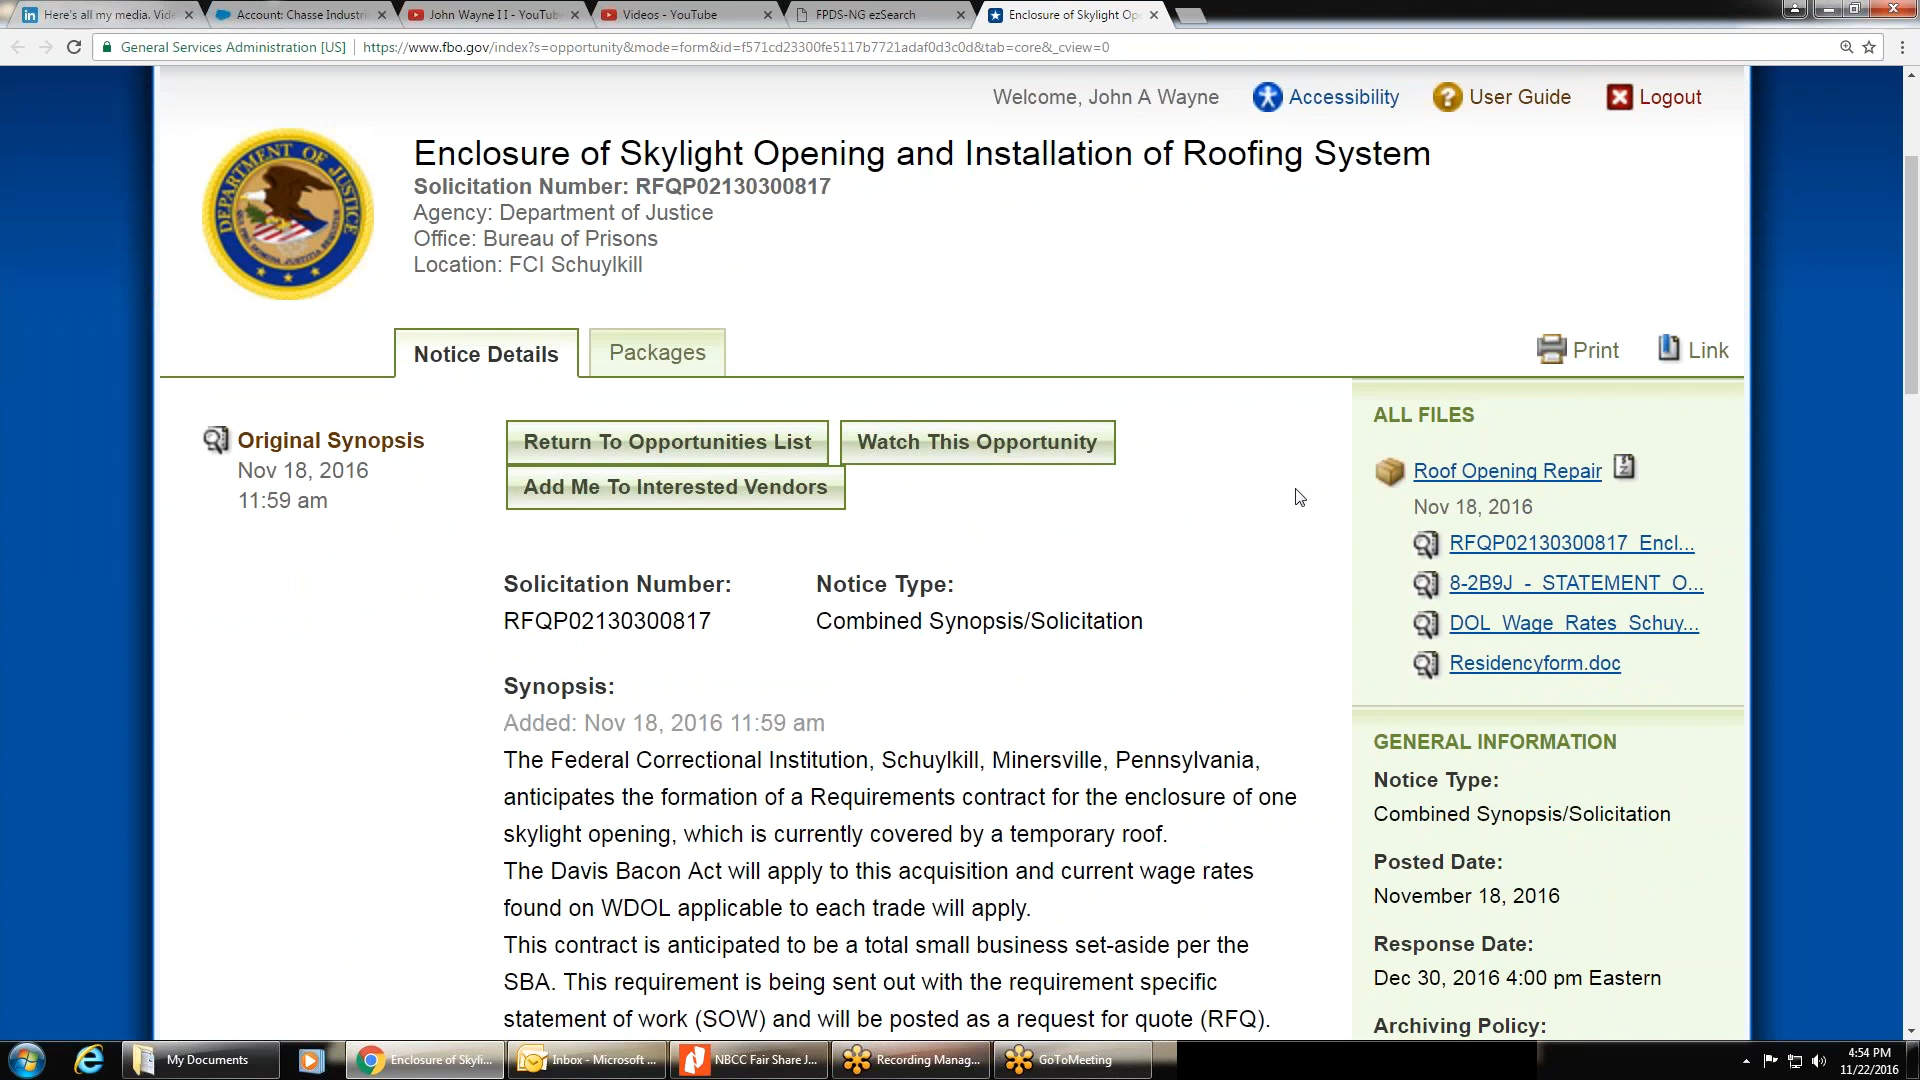 Here's all my media. Vide
Account: Chasse Industri
John Wayne I I - YouTub
Videos - YouTube
FPDS-NG ezSearch
Enclosure of Skylight Op
General Services Administration [US]
https://www.fbo.gov/index?s=opportunity&mode=form&id=f571cd23300fe5117b7721adaf0d3c0d&tab=core&_cview=0
Welcome, John A Wayne
Accessibility
User Guide
Logout
DEPARTMENT OF JUSTICE
Enclosure of Skylight Opening and Installation of Roofing System
Solicitation Number: RFQP02130300817
Agency: Department of Justice
Office: Bureau of Prisons
Location: FCI Schuylkill
Notice Details
Packages
Print
Link
Original Synopsis
Nov 18, 2016
11:59 am
Return To Opportunities List
Watch This Opportunity
Add Me To Interested Vendors
Solicitation Number:
RFQP02130300817
Notice Type:
Combined Synopsis/Solicitation
Synopsis:
Added: Nov 18, 2016 11:59 am
The Federal Correctional Institution, Schuylkill, Minersville, Pennsylvania,
anticipates the formation of a Requirements contract for the enclosure of one
skylight opening, which is currently covered by a temporary roof.
The Davis Bacon Act will apply to this acquisition and current wage rates
found on WDOL applicable to each trade will apply.
This contract is anticipated to be a total small business set-aside per the
SBA. This requirement is being sent out with the requirement specific
statement of work (SOW) and will be posted as a request for quote (RFQ).
ALL FILES
Roof Opening Repair
Nov 18, 2016
RFQP02130300817_Encl...
8-2B9J_-_STATEMENT_O...
DOL_Wage_Rates_Schuy...
Residencyform.doc
GENERAL INFORMATION
Notice Type:
Combined Synopsis/Solicitation
Posted Date:
November 18, 2016
Response Date:
Dec 30, 2016 4:00 pm Eastern
Archiving Policy:
My Documents
Enclosure of Skyli...
Inbox - Microsoft ...
NBCC Fair Share J...
Recording Manag...
GoToMeeting
4:54 PM
11/22/2016